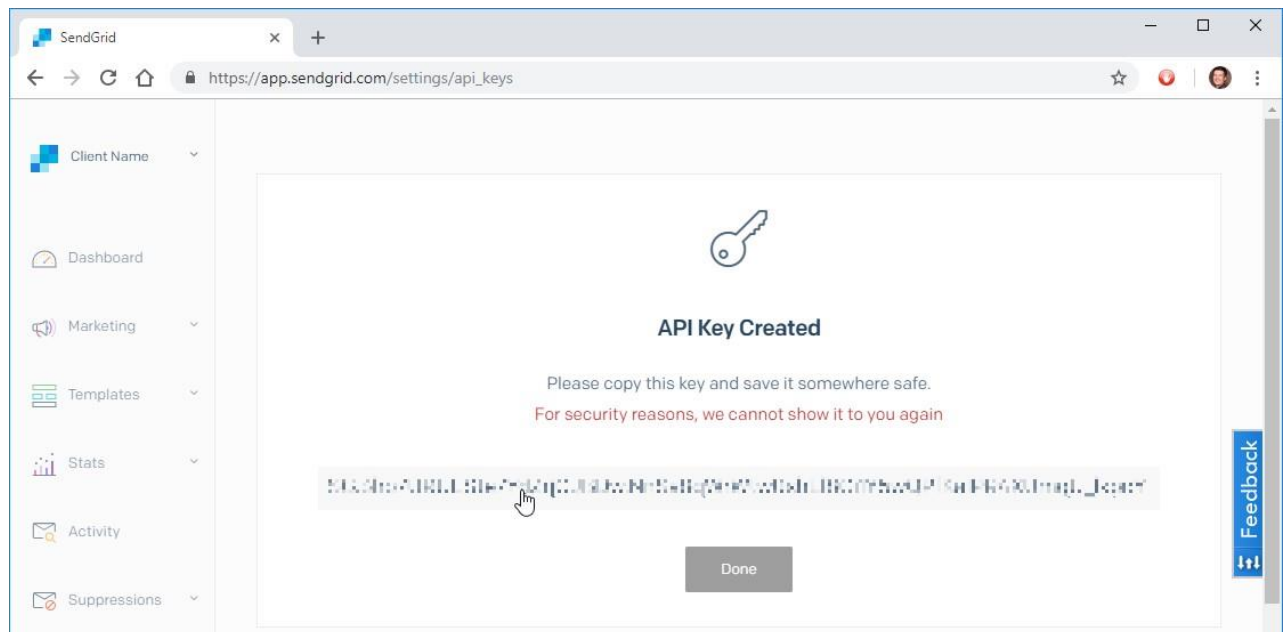 SendGrid
https://app.sendgrid.com/settings/api_keys
Client Name
Dashboard
Marketing
Templates
Stats
Activity
Suppressions
API Key Created
Please copy this key and save it somewhere safe.
For security reasons, we cannot show it to you again
Done
Feedback